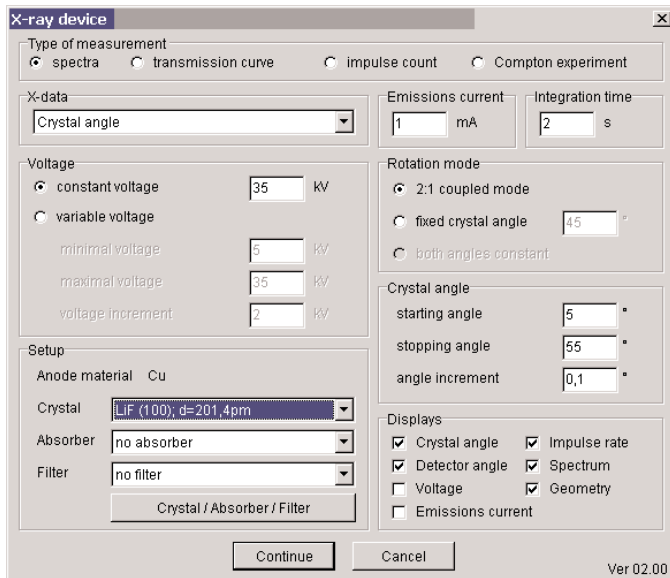 X-ray device
Type of measurement
spectra transmission curve impulse count Compton experiment
X-data
Crystal angle
Emissions current
1 mA
Integration time
2 s
Voltage
constant voltage 35 kV
variable voltage
minimal voltage 5 kV
maximal voltage 35 kV
voltage increment 2 kV
Rotation mode
2:1 coupled mode
fixed crystal angle 45 °
both angles constant
Crystal angle
starting angle 5 °
stopping angle 55 °
angle increment 0,1 °
Setup
Anode material Cu
Crystal LiF (100); d=201,4pm
Absorber no absorber
Filter no filter
Crystal / Absorber / Filter
Displays
Crystal angle Impulse rate
Detector angle Spectrum
Voltage Geometry
Emissions current
Continue Cancel
Ver 02.00